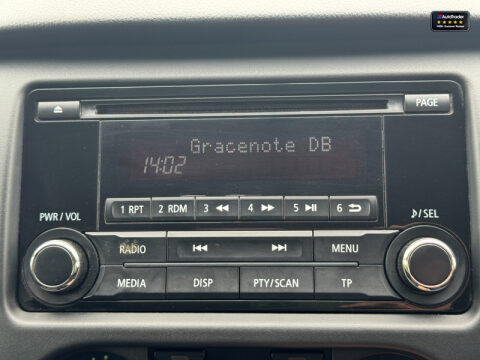 AutoTrader
PAGE
Gracenote DB
14:02
1 RPT 2 RDM 3 4 5 6
PWR/VOL
/SEL
RADIO MENU
MEDIA DISP PTY/SCAN TP